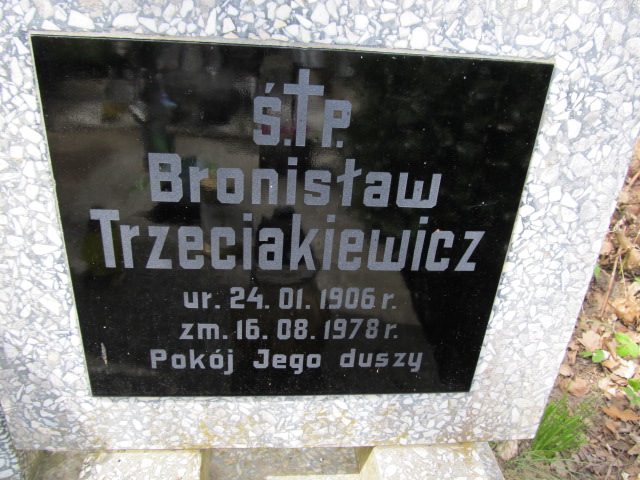 Ś.†P.
Bronisław
Trzeciakiewicz
ur. 24. 01. 1906 r.
zm. 16. 08. 1978 r.
Pokój Jego duszy